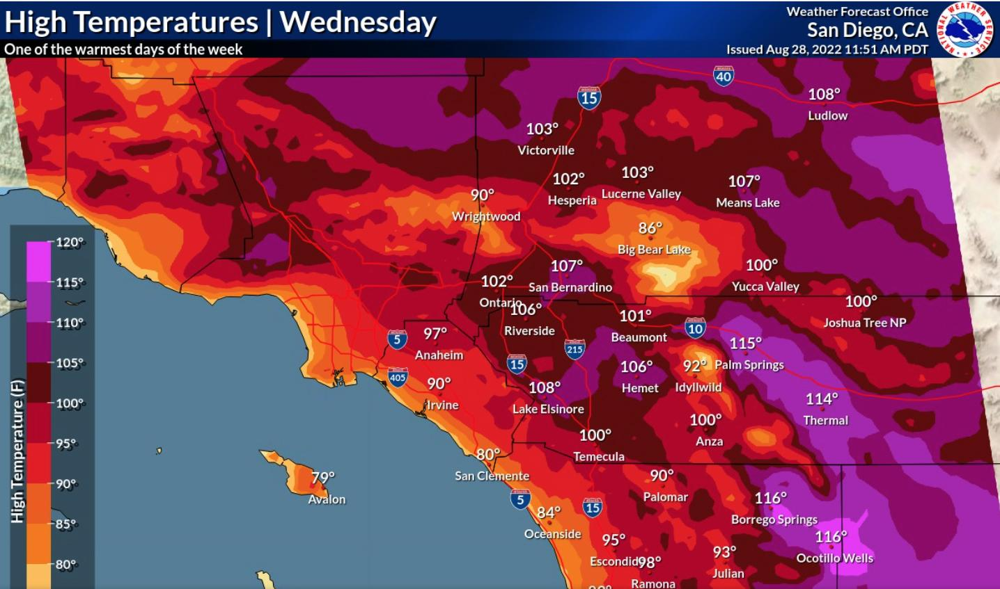 High Temperatures | Wednesday
One of the warmest days of the week
Weather Forecast Office
San Diego, CA
Issued Aug 28, 2022 11:51 AM PDT
NATIONAL WEATHER SERVICE
40
15
108°
Ludlow
103°
Victorville
102°
Hesperia
103°
Lucerne Valley
107°
Means Lake
90°
Wrightwood
86°
Big Bear Lake
107°
San Bernardino
100°
Yucca Valley
102°
Ontario
106°
Riverside
101°
Beaumont
10
100°
Joshua Tree NP
5
97°
Anaheim
15
215
106°
Hemet
92°
Idyllwild
115°
Palm Springs
405
90°
Irvine
108°
Lake Elsinore
114°
Thermal
100°
Temecula
100°
Anza
80°
San Clemente
79°
Avalon
90°
Palomar
5
84°
Oceanside
15
116°
Borrego Springs
95°
Escondido
98°
Ramona
93°
Julian
116°
Ocotillo Wells
High Temperature (F)
120°
115°
110°
105°
100°
95°
90°
85°
80°